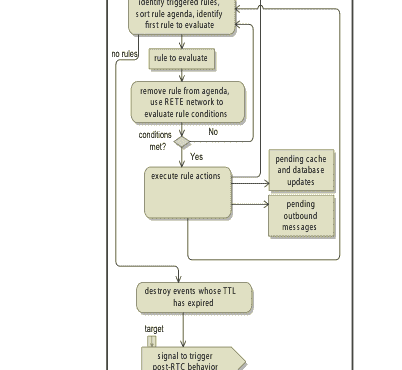 identify triggered rules,
sort rule agenda, identify
first rule to evaluate
no rules
rule to evaluate
remove rule from agenda,
use RETE network to
evaluate rule conditions
conditions
met?
No
Yes
execute rule actions
pending cache
and database
updates
pending
outbound
messages
destroy events whose TTL
has expired
target
signal to trigger
post-RTC behavior